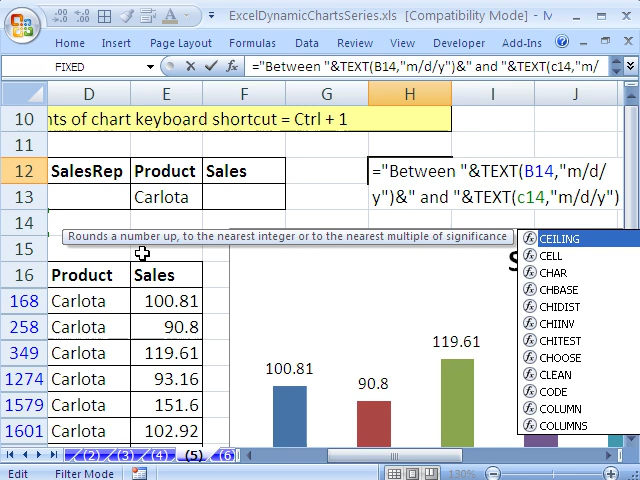 ExcelDynamicChartsSeries.xls [Compatibility Mode] -
Home Insert Page Layout Formulas Data Review View Developer Add-Ins
FIXED ="Between "&TEXT(B14,"m/d/y")&" and "&TEXT(c14,"m/
D E F G H I J
10 nts of chart keyboard shortcut = Ctrl + 1
11
12 SalesRep Product Sales ="Between "&TEXT(B14,"m/d/
13 Carlota y")&" and "&TEXT(c14,"m/d/y")
14
Rounds a number up, to the nearest integer or to the nearest multiple of significance
CEILING
15
CELL
16 Product Sales S
CHAR
168 Carlota 100.81
CHBASE
CHIDIST
258 Carlota 90.8
CHIINV
349 Carlota 119.61
119.61
CHITEST
CHOOSE
1274 Carlota 93.16
100.81
CLEAN
90.8
1579 Carlota 151.6
CODE
COLUMN
1601 Carlota 102.92
COLUMNS
(2) (3) (4) (5) (6
Edit Filter Mode 130%